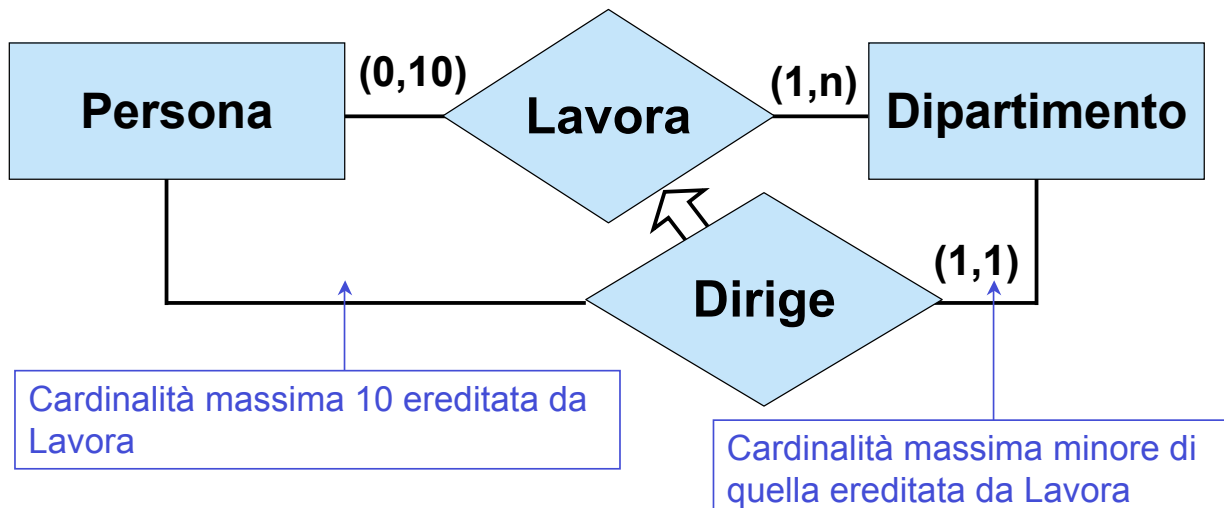 (0,10)
(1,n)
Persona
Lavora
Dipartimento
(1,1)
Dirige
Cardinalità massima 10 ereditata da
Lavora
Cardinalità massima minore di
quella ereditata da Lavora